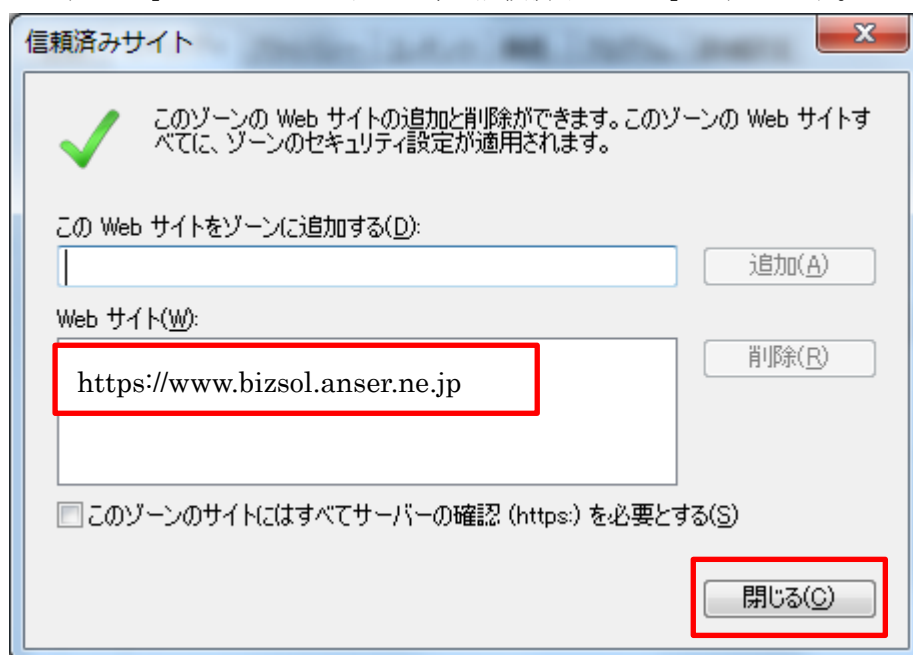 信頼済みサイト
このゾーンの Web サイトの追加と削除ができます。このゾーンの Web サイトす
べてに、ゾーンのセキュリティ設定が適用されます。
この Web サイトをゾーンに追加する(D):
追加(A)
Web サイト(W):
https://www.bizsol.anser.ne.jp
削除(R)
このゾーンのサイトにはすべてサーバーの確認 (https:) を必要とする(S)
閉じる(C)